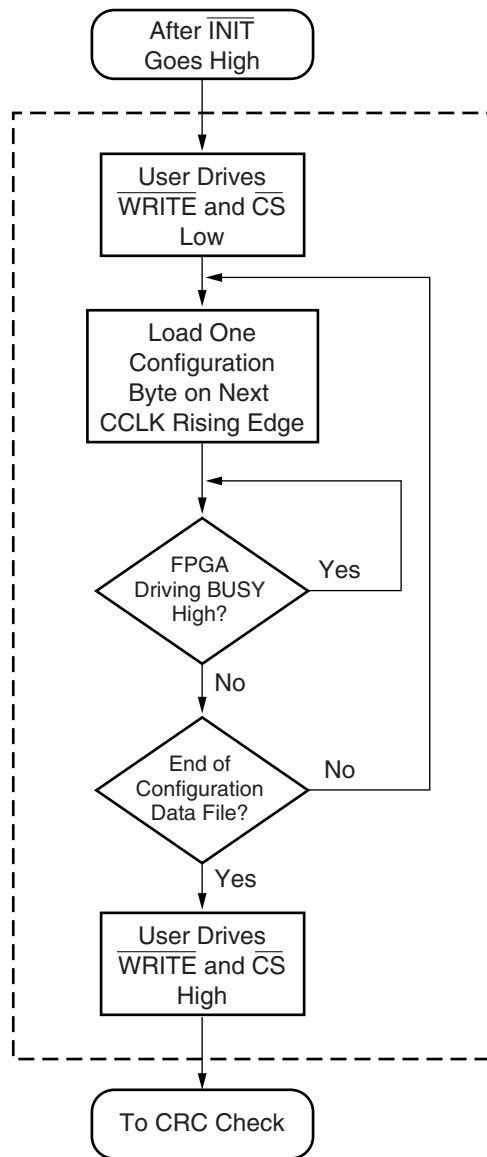 After INIT
Goes High
User Drives
WRITE and CS
Low
Load One
Configuration
Byte on Next
CCLK Rising Edge
FPGA
Driving BUSY
High?
Yes
No
End of
Configuration
Data File?
No
Yes
User Drives
WRITE and CS
High
To CRC Check